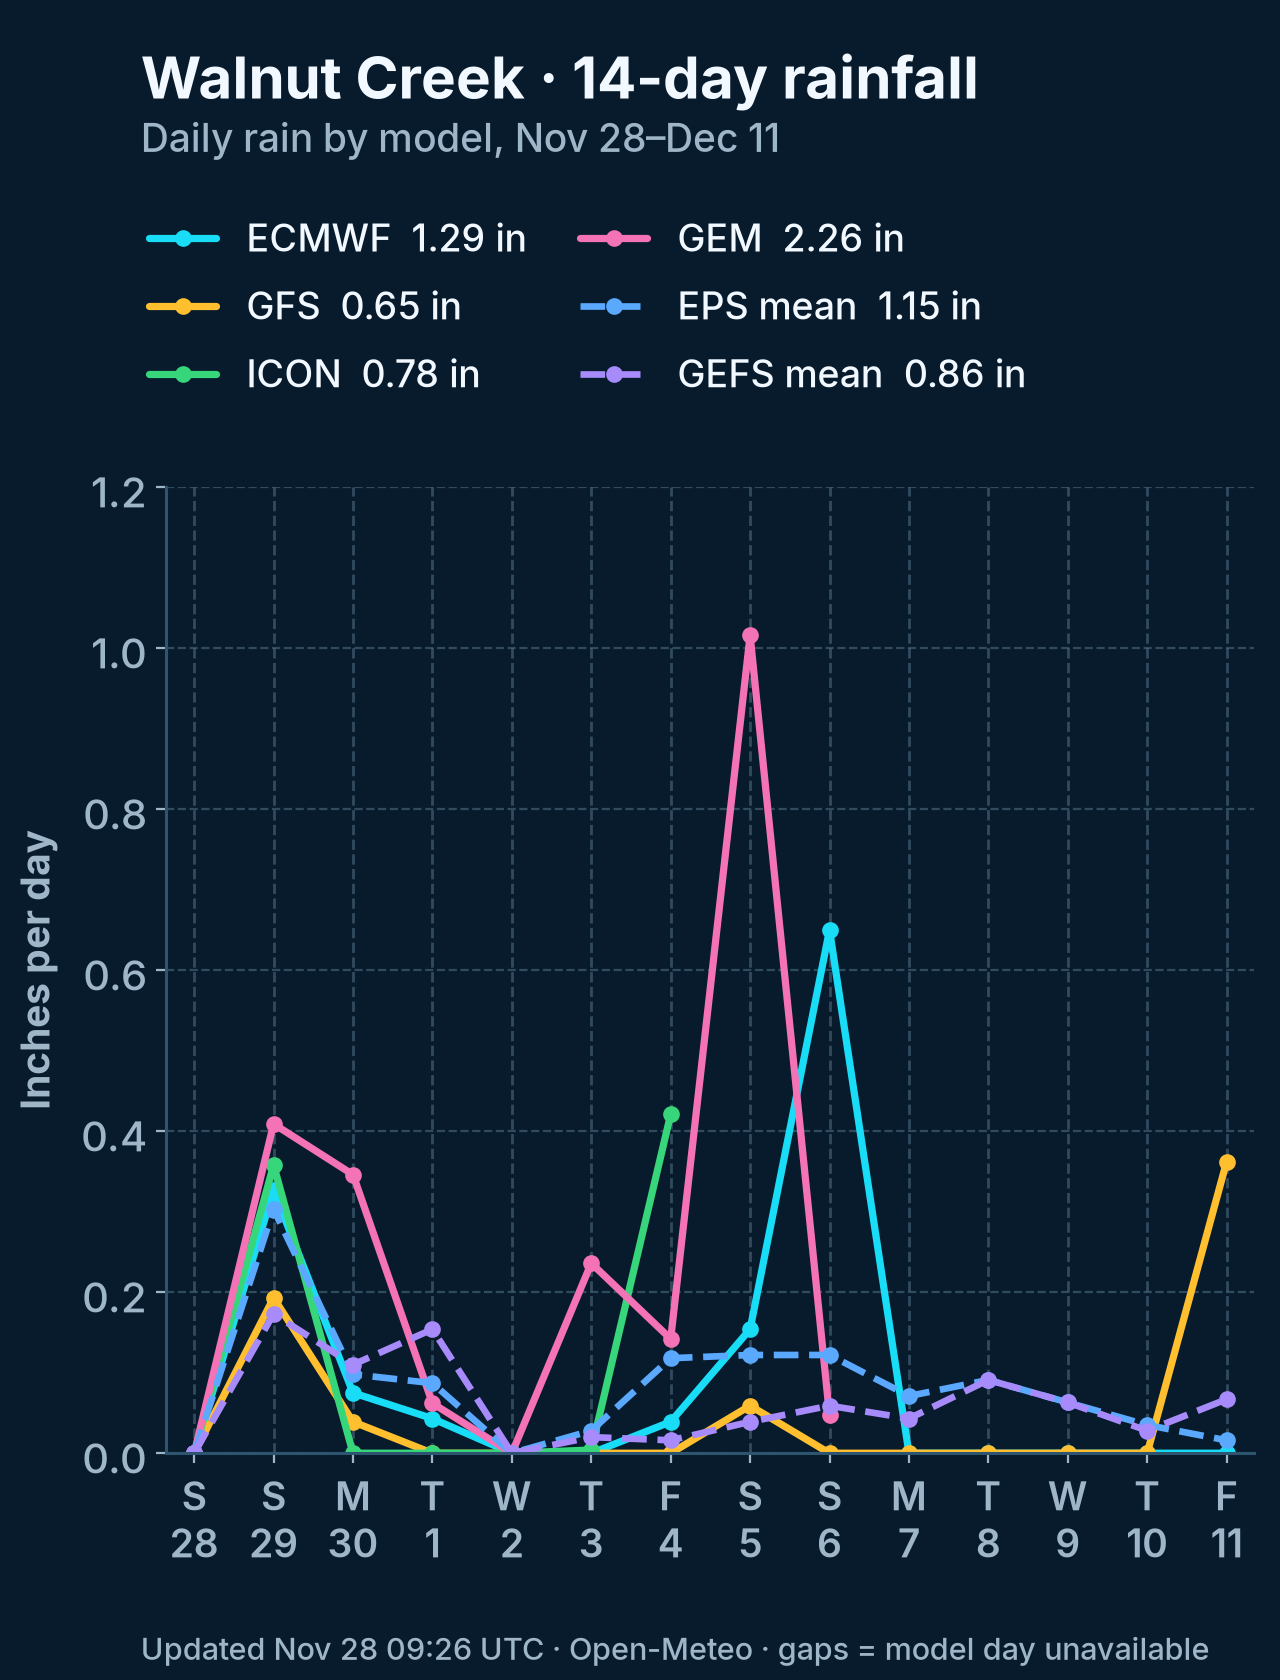 Walnut Creek · 14-day rainfall
Daily rain by model, Nov 28–Dec 11
ECMWF 1.29 in
GEM 2.26 in
GFS 0.65 in
EPS mean 1.15 in
ICON 0.78 in
GEFS mean 0.86 in
1.2
1.0
0.8
0.6
0.4
0.2
0.0
Inches per day
S S M T W T F S S M T W T F
28 29 30 1 2 3 4 5 6 7 8 9 10 11
Updated Nov 28 09:26 UTC · Open-Meteo · gaps = model day unavailable